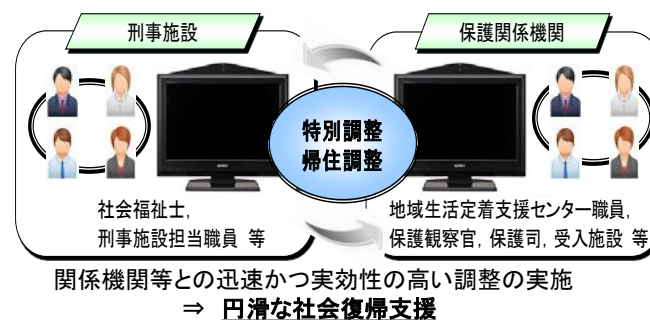 刑事施設
保護関係機関
特別調整
帰住調整
社会福祉士，
刑事施設担当職員 等
地域生活定着支援センター職員，
保護観察官，保護司，受入施設 等
関係機関等との迅速かつ実効性の高い調整の実施
⇒ 円滑な社会復帰支援